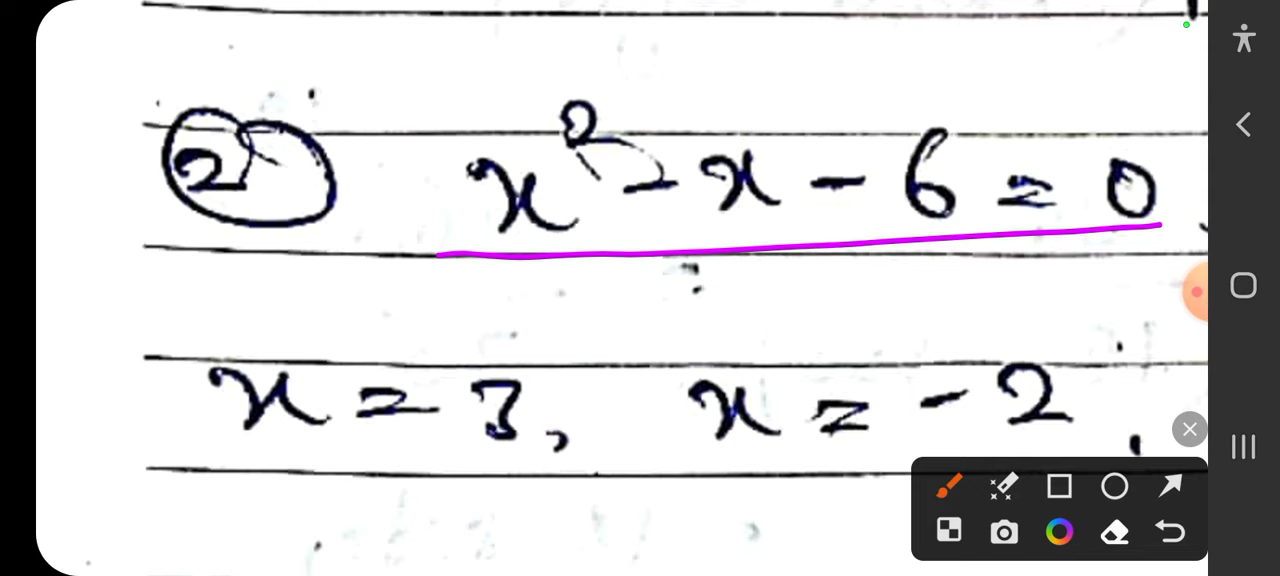 2 x² - x - 6 = 0
x = 3, x = -2.